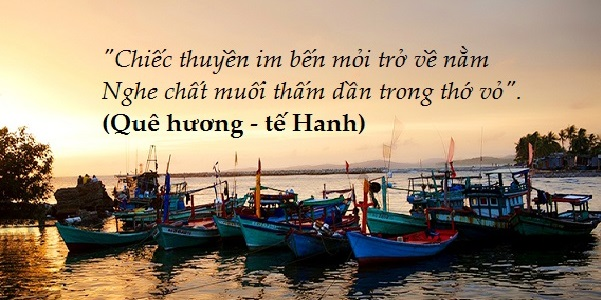 "Chiếc thuyền im bến mỏi trở về nằm
Nghe chất muối thấm dần trong thớ vỏ".
(Quê hương - tế Hanh)